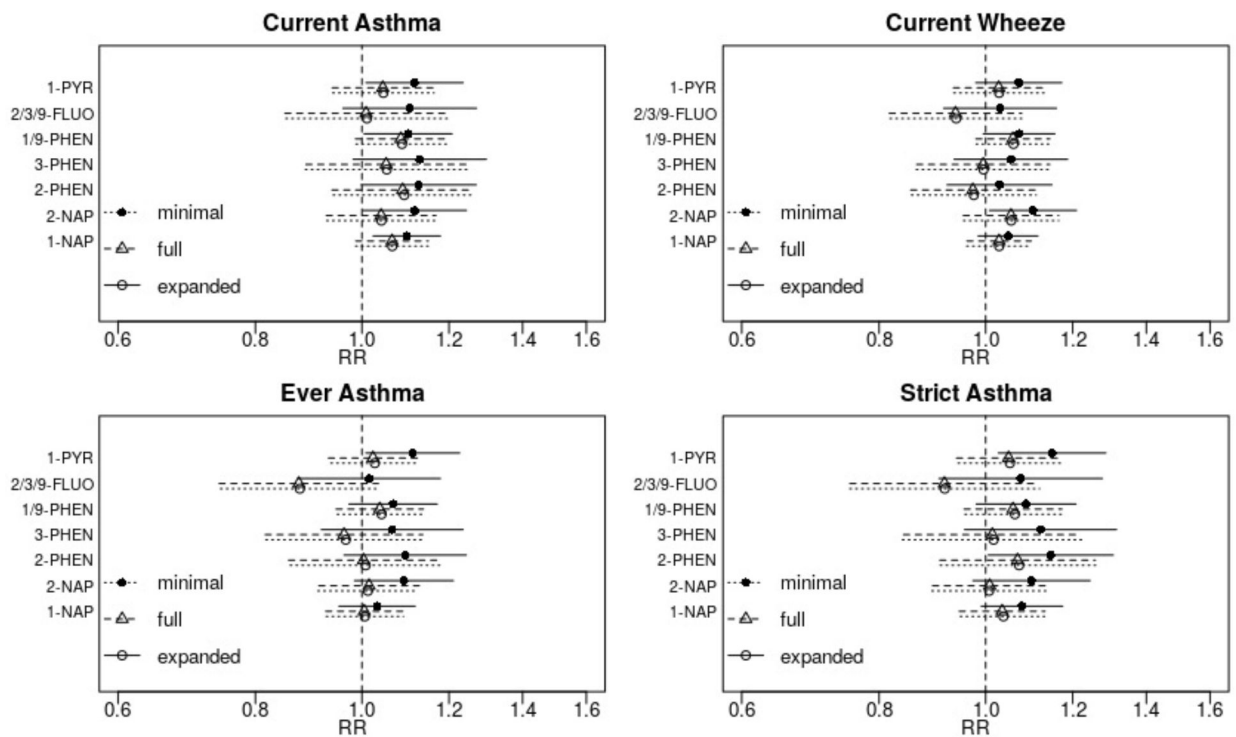 Current Asthma
1-PYR
2/3/9-FLUO
1/9-PHEN
3-PHEN
2-PHEN
2-NAP
1-NAP
minimal
full
expanded
0.6 0.8 1.0 1.2 1.4 1.6
RR
Current Wheeze
1-PYR
2/3/9-FLUO
1/9-PHEN
3-PHEN
2-PHEN
2-NAP
1-NAP
minimal
full
expanded
0.6 0.8 1.0 1.2 1.4 1.6
RR
Ever Asthma
1-PYR
2/3/9-FLUO
1/9-PHEN
3-PHEN
2-PHEN
2-NAP
1-NAP
minimal
full
expanded
0.6 0.8 1.0 1.2 1.4 1.6
RR
Strict Asthma
1-PYR
2/3/9-FLUO
1/9-PHEN
3-PHEN
2-PHEN
2-NAP
1-NAP
minimal
full
expanded
0.6 0.8 1.0 1.2 1.4 1.6
RR